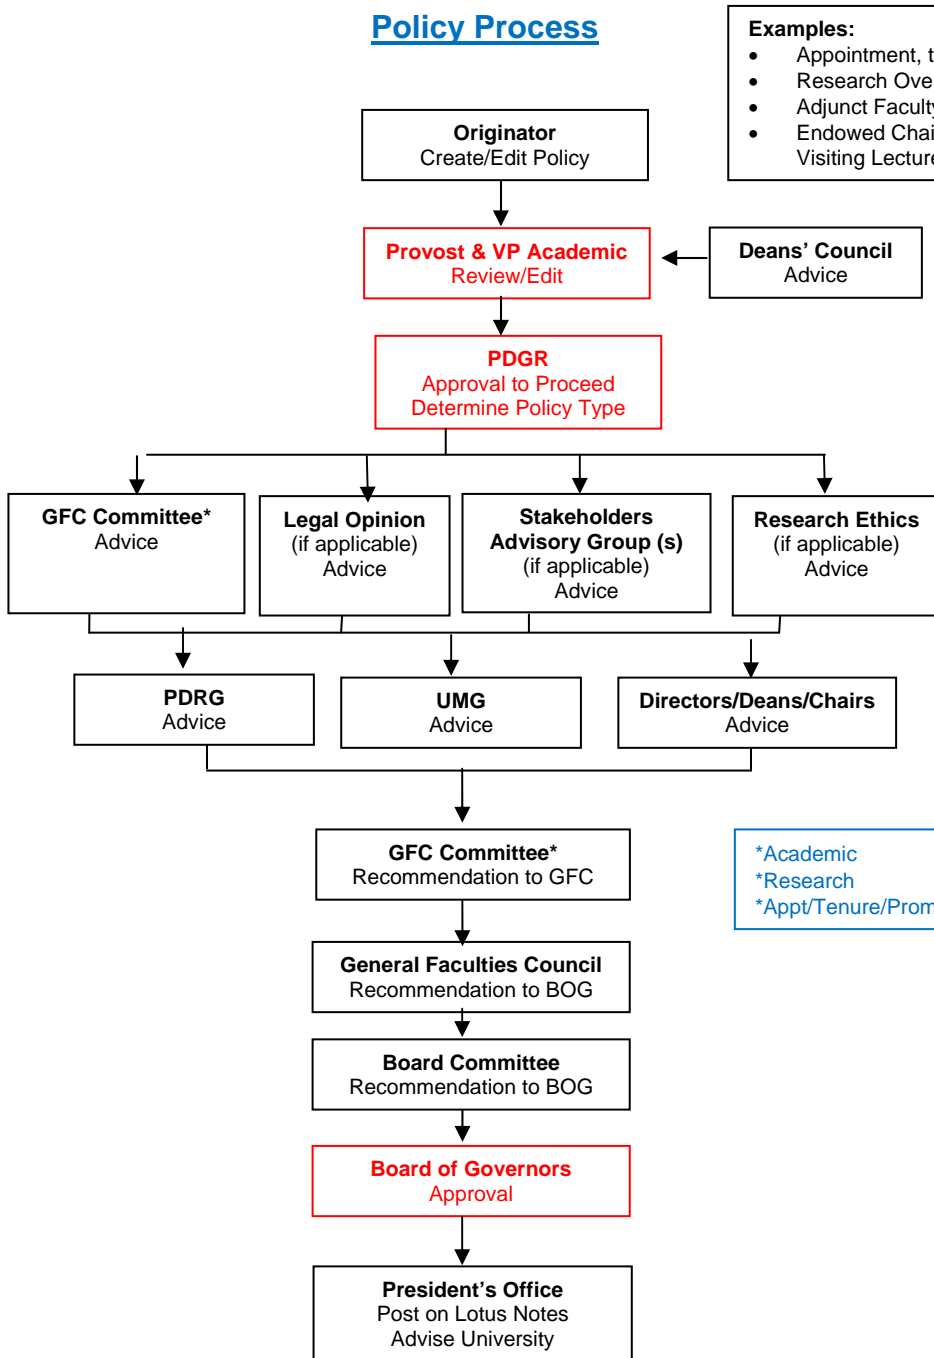 Policy Process
Examples:
• Appointment, t
• Research Ove
• Adjunct Faculty
• Endowed Chai
Visiting Lecture
Originator
Create/Edit Policy
Provost & VP Academic
Review/Edit
Deans' Council
Advice
PDGR
Approval to Proceed
Determine Policy Type
GFC Committee*
Advice
Legal Opinion
(if applicable)
Advice
Stakeholders
Advisory Group (s)
(if applicable)
Advice
Research Ethics
(if applicable)
Advice
PDRG
Advice
UMG
Advice
Directors/Deans/Chairs
Advice
GFC Committee*
Recommendation to GFC
*Academic
*Research
*Appt/Tenure/Prom
General Faculties Council
Recommendation to BOG
Board Committee
Recommendation to BOG
Board of Governors
Approval
President's Office
Post on Lotus Notes
Advise University